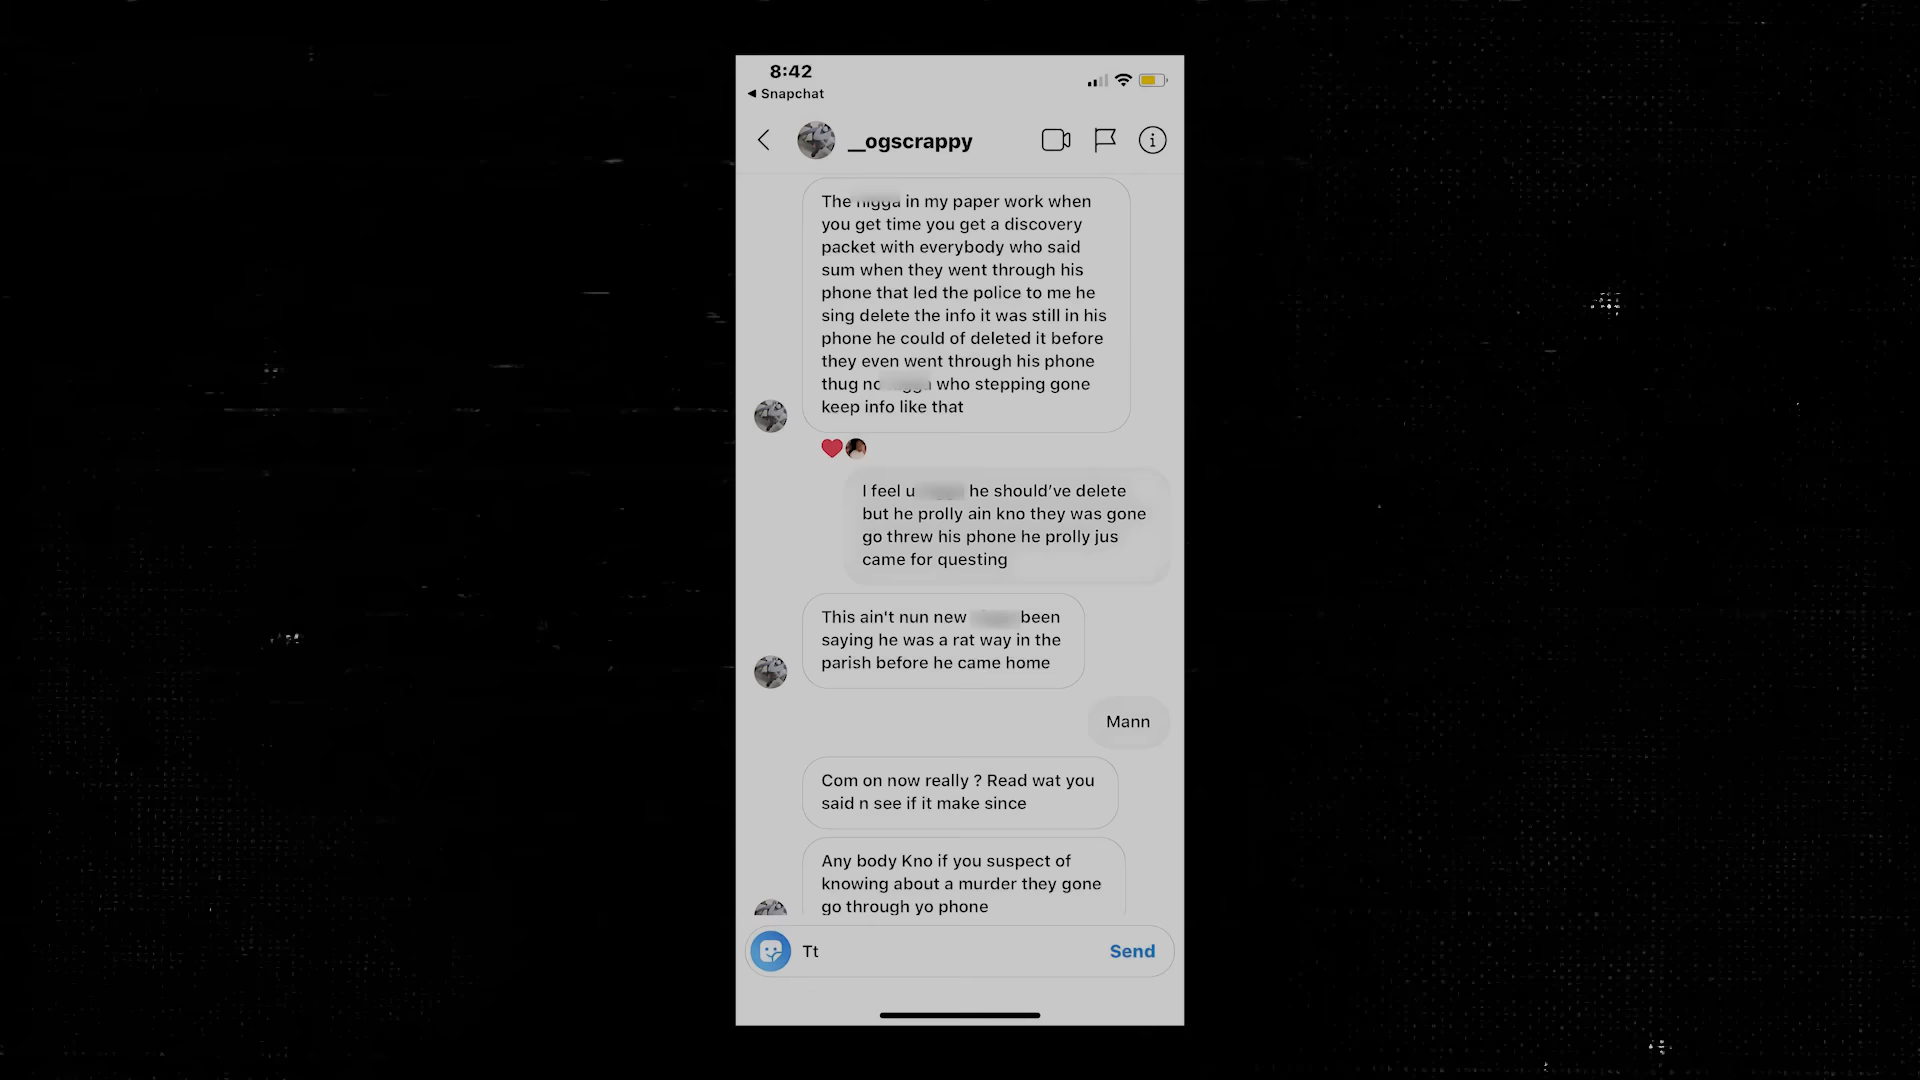 8:42
◀ Snapchat
__ogscrappy
The nigga in my paper work when
you get time you get a discovery
packet with everybody who said
sum when they went through his
phone that led the police to me he
sing delete the info it was still in his
phone he could of deleted it before
they even went through his phone
thug no who stepping gone
keep info like that
I feel u he should’ve delete
but he prolly ain kno they was gone
go threw his phone he prolly jus
came for questing
This ain't nun new been
saying he was a rat way in the
parish before he came home
Mann
Com on now really ? Read wat you
said n see if it make since
Any body Kno if you suspect of
knowing about a murder they gone
go through yo phone
Tt
Send